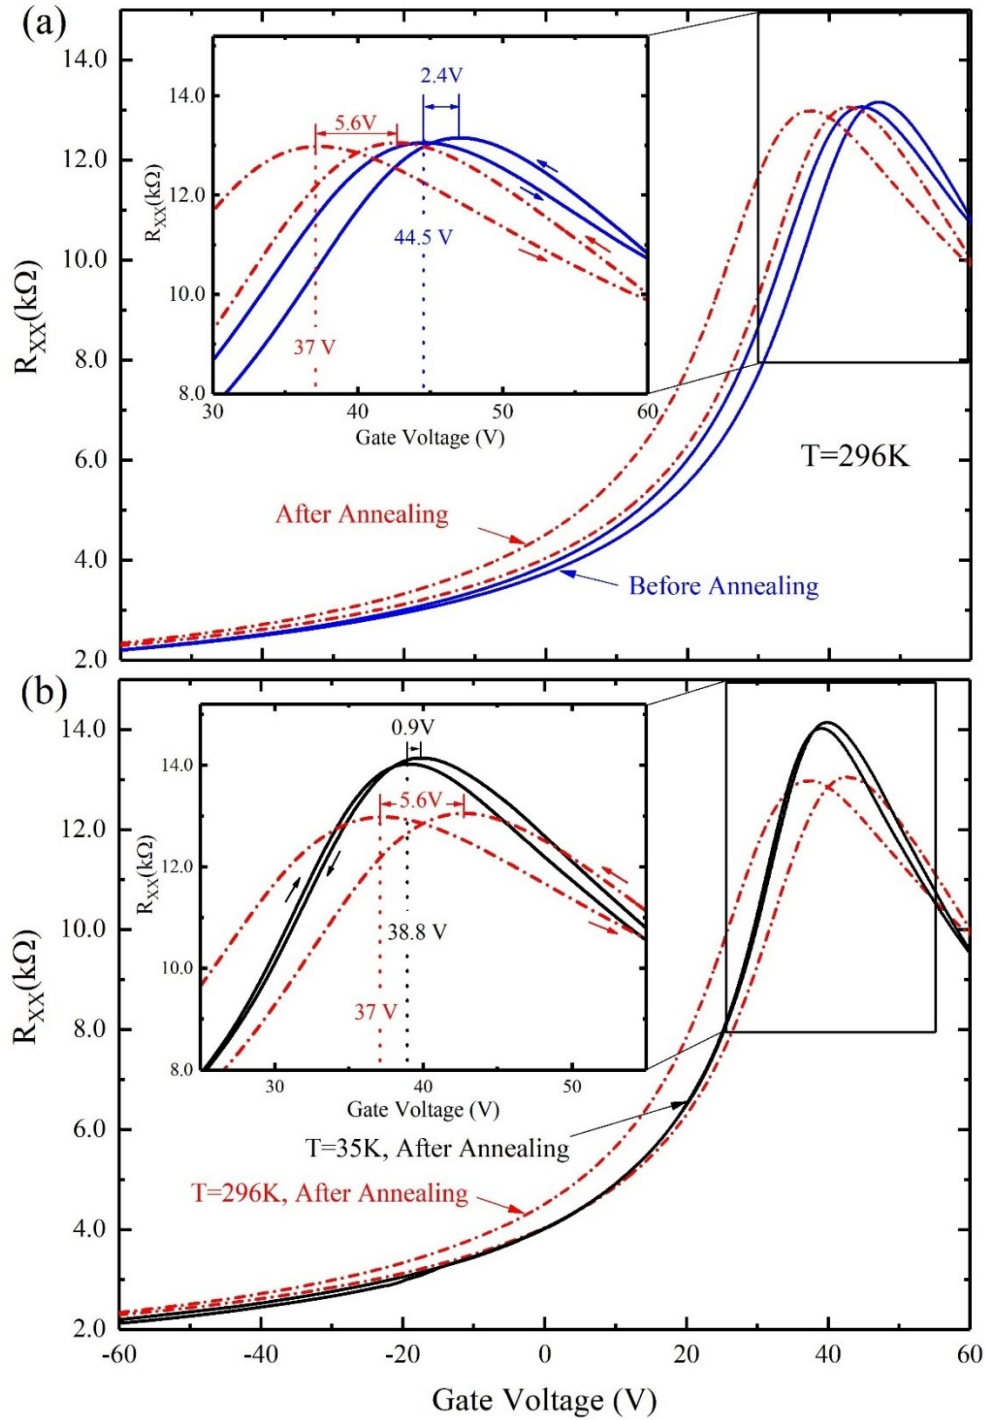 (a)
14.0
12.0
10.0
8.0
6.0
4.0
2.0
R_XX(kΩ)
14.0
12.0
10.0
8.0
R_XX(kΩ)
2.4V
5.6V
44.5 V
37 V
30 40 50 60
Gate Voltage (V)
T=296K
After Annealing
Before Annealing
(b)
14.0
12.0
10.0
8.0
6.0
4.0
2.0
R_XX(kΩ)
14.0
12.0
10.0
8.0
R_XX(kΩ)
0.9V
5.6V
38.8 V
37 V
30 40 50
Gate Voltage (V)
T=35K, After Annealing
T=296K, After Annealing
-60 -40 -20 0 20 40 60
Gate Voltage (V)